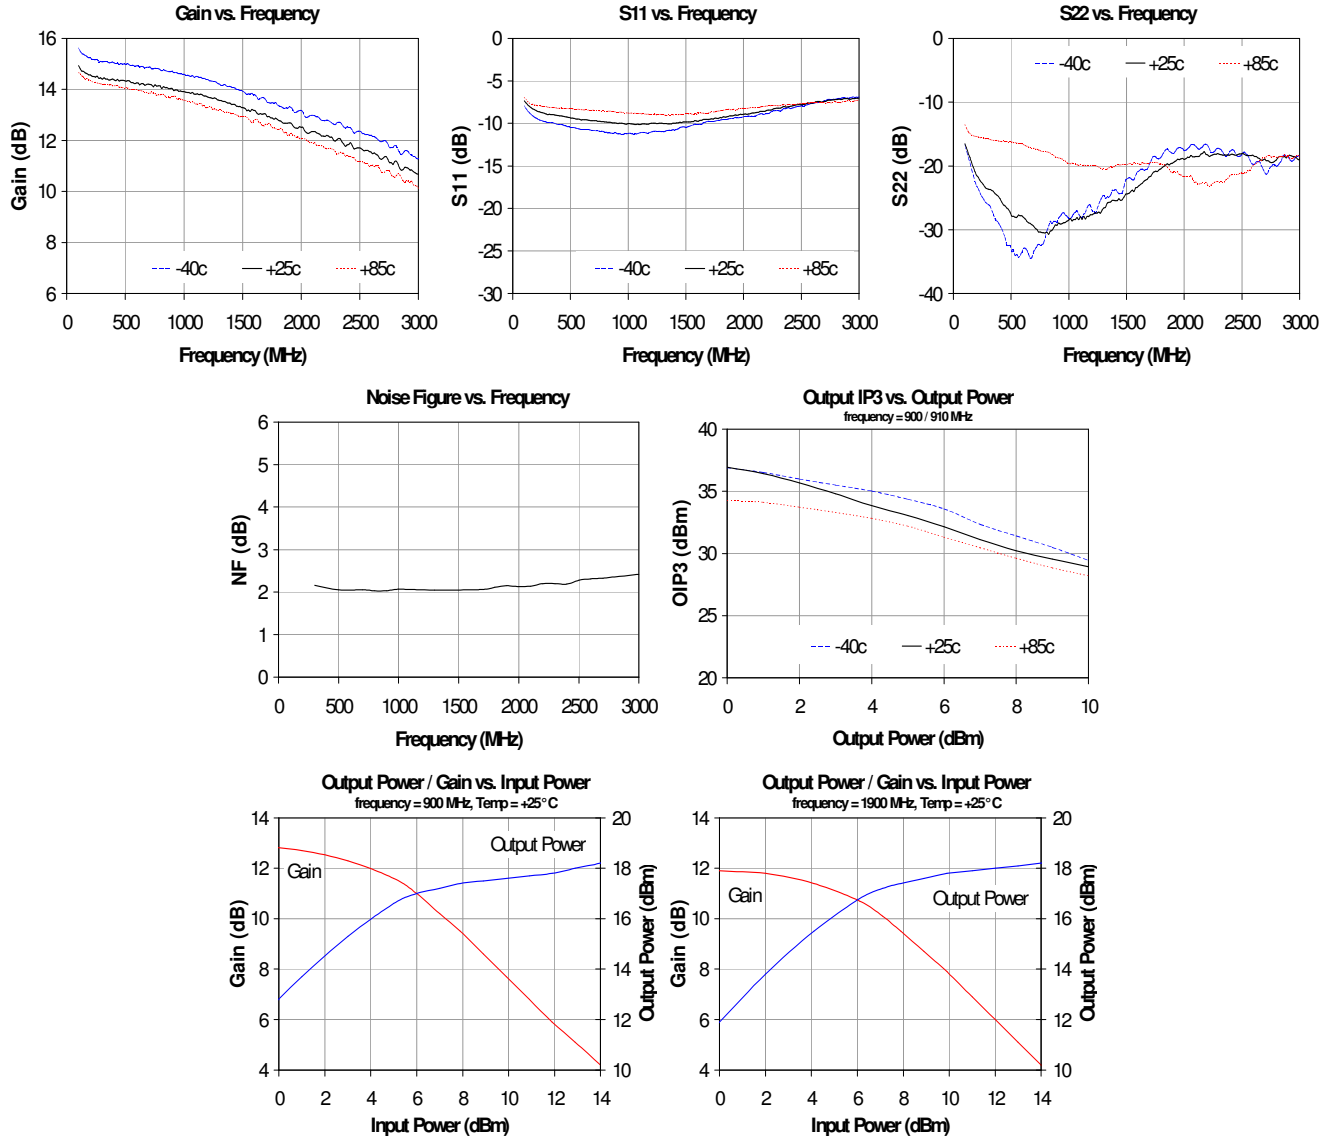 Gain vs. Frequency
16
14
12
10
8
6
Gain (dB)
-40c +25c +85c
0 500 1000 1500 2000 2500 3000
Frequency (MHz)
S11 vs. Frequency
0
-5
-10
-15
-20
-25
-30
S11 (dB)
-40c +25c +85c
0 500 1000 1500 2000 2500 3000
Frequency (MHz)
S22 vs. Frequency
0
-10
-20
-30
-40
S22 (dB)
-40c +25c +85c
0 500 1000 1500 2000 2500 3000
Frequency (MHz)
Noise Figure vs. Frequency
6
5
4
3
2
1
0
NF (dB)
0 500 1000 1500 2000 2500 3000
Frequency (MHz)
Output IP3 vs. Output Power
frequency = 900 / 910 MHz
40
35
30
25
20
OIP3 (dBm)
-40c +25c +85c
0 2 4 6 8 10
Output Power (dBm)
Output Power / Gain vs. Input Power
frequency = 900 MHz, Temp = +25° C
14
12
10
8
6
4
Gain (dB)
Gain
Output Power
20
18
16
14
12
10
Output Power (dBm)
0 2 4 6 8 10 12 14
Input Power (dBm)
Output Power / Gain vs. Input Power
frequency = 1900 MHz, Temp = +25° C
14
12
10
8
6
4
Gain (dB)
Gain
Output Power
20
18
16
14
12
10
Output Power (dBm)
0 2 4 6 8 10 12 14
Input Power (dBm)